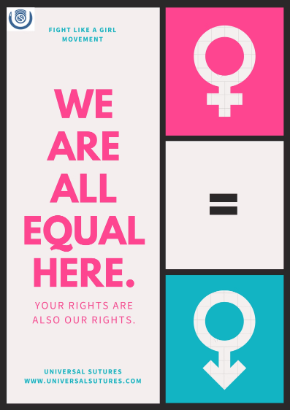 FIGHT LIKE A GIRL
MOVEMENT
WE
ARE
ALL
EQUAL
HERE.
YOUR RIGHTS ARE
ALSO OUR RIGHTS.
=
UNIVERSAL SUTURES
WWW.UNIVERSALSUTURES.COM